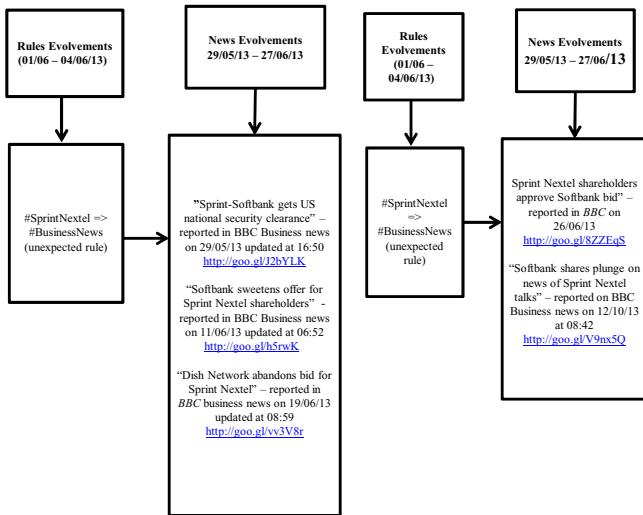 Rules
Evolvements
(01/06 – 04/06/13)
News Evolvements
29/05/13 – 27/06/13
#SprintNextel =>
#BusinessNews
(unexpected rule)
”Sprint-Softbank gets US
national security clearance” –
reported in BBC Business news
on 29/05/13 updated at 16:50
http://goo.gl/J2bYLK
“Softbank sweetens offer for
Sprint Nextel shareholders” -
reported in BBC Business news
on 11/06/13 updated at 06:52
http://goo.gl/h5rwK
“Dish Network abandons bid for
Sprint Nextel” – reported in
BBC business news on 19/06/13
updated at 08:59
http://goo.gl/vv3V8r
Rules
Evolvements
(01/06 –
04/06/13)
News Evolvements
29/05/13 – 27/06/13
#SprintNextel
=>
#BusinessNews
(unexpected rule)
Sprint Nextel shareholders
approve Softbank bid” –
reported in BBC on
26/06/13
http://goo.gl/8ZZEqS
“Softbank shares plunge on
news of Sprint Nextel
talks” – reported on BBC
Business news on 12/10/13
at 08:42
http://goo.gl/V9nx5Q